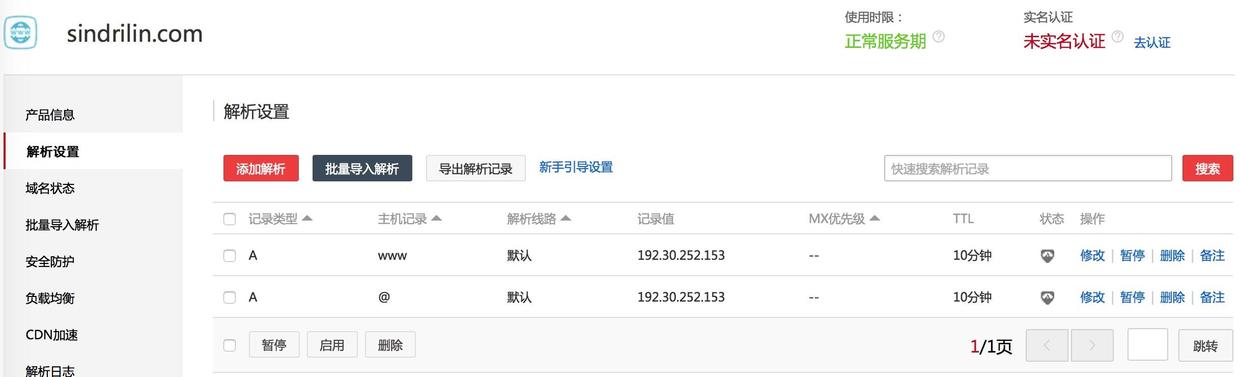 www
sindrilin.com
使用时限：
正常服务期 ?
实名认证
未实名认证 ? 去认证
产品信息
解析设置
域名状态
批量导入解析
安全防护
负载均衡
CDN加速
解析日志
解析设置
添加解析 批量导入解析 导出解析记录 新手引导设置 快速搜索解析记录 搜索
记录类型 主机记录 解析线路 记录值 MX优先级 TTL 状态 操作
A www 默认 192.30.252.153 -- 10分钟 修改 | 暂停 | 删除 | 备注
A @ 默认 192.30.252.153 -- 10分钟 修改 | 暂停 | 删除 | 备注
暂停 启用 删除 1/1页 < > 跳转